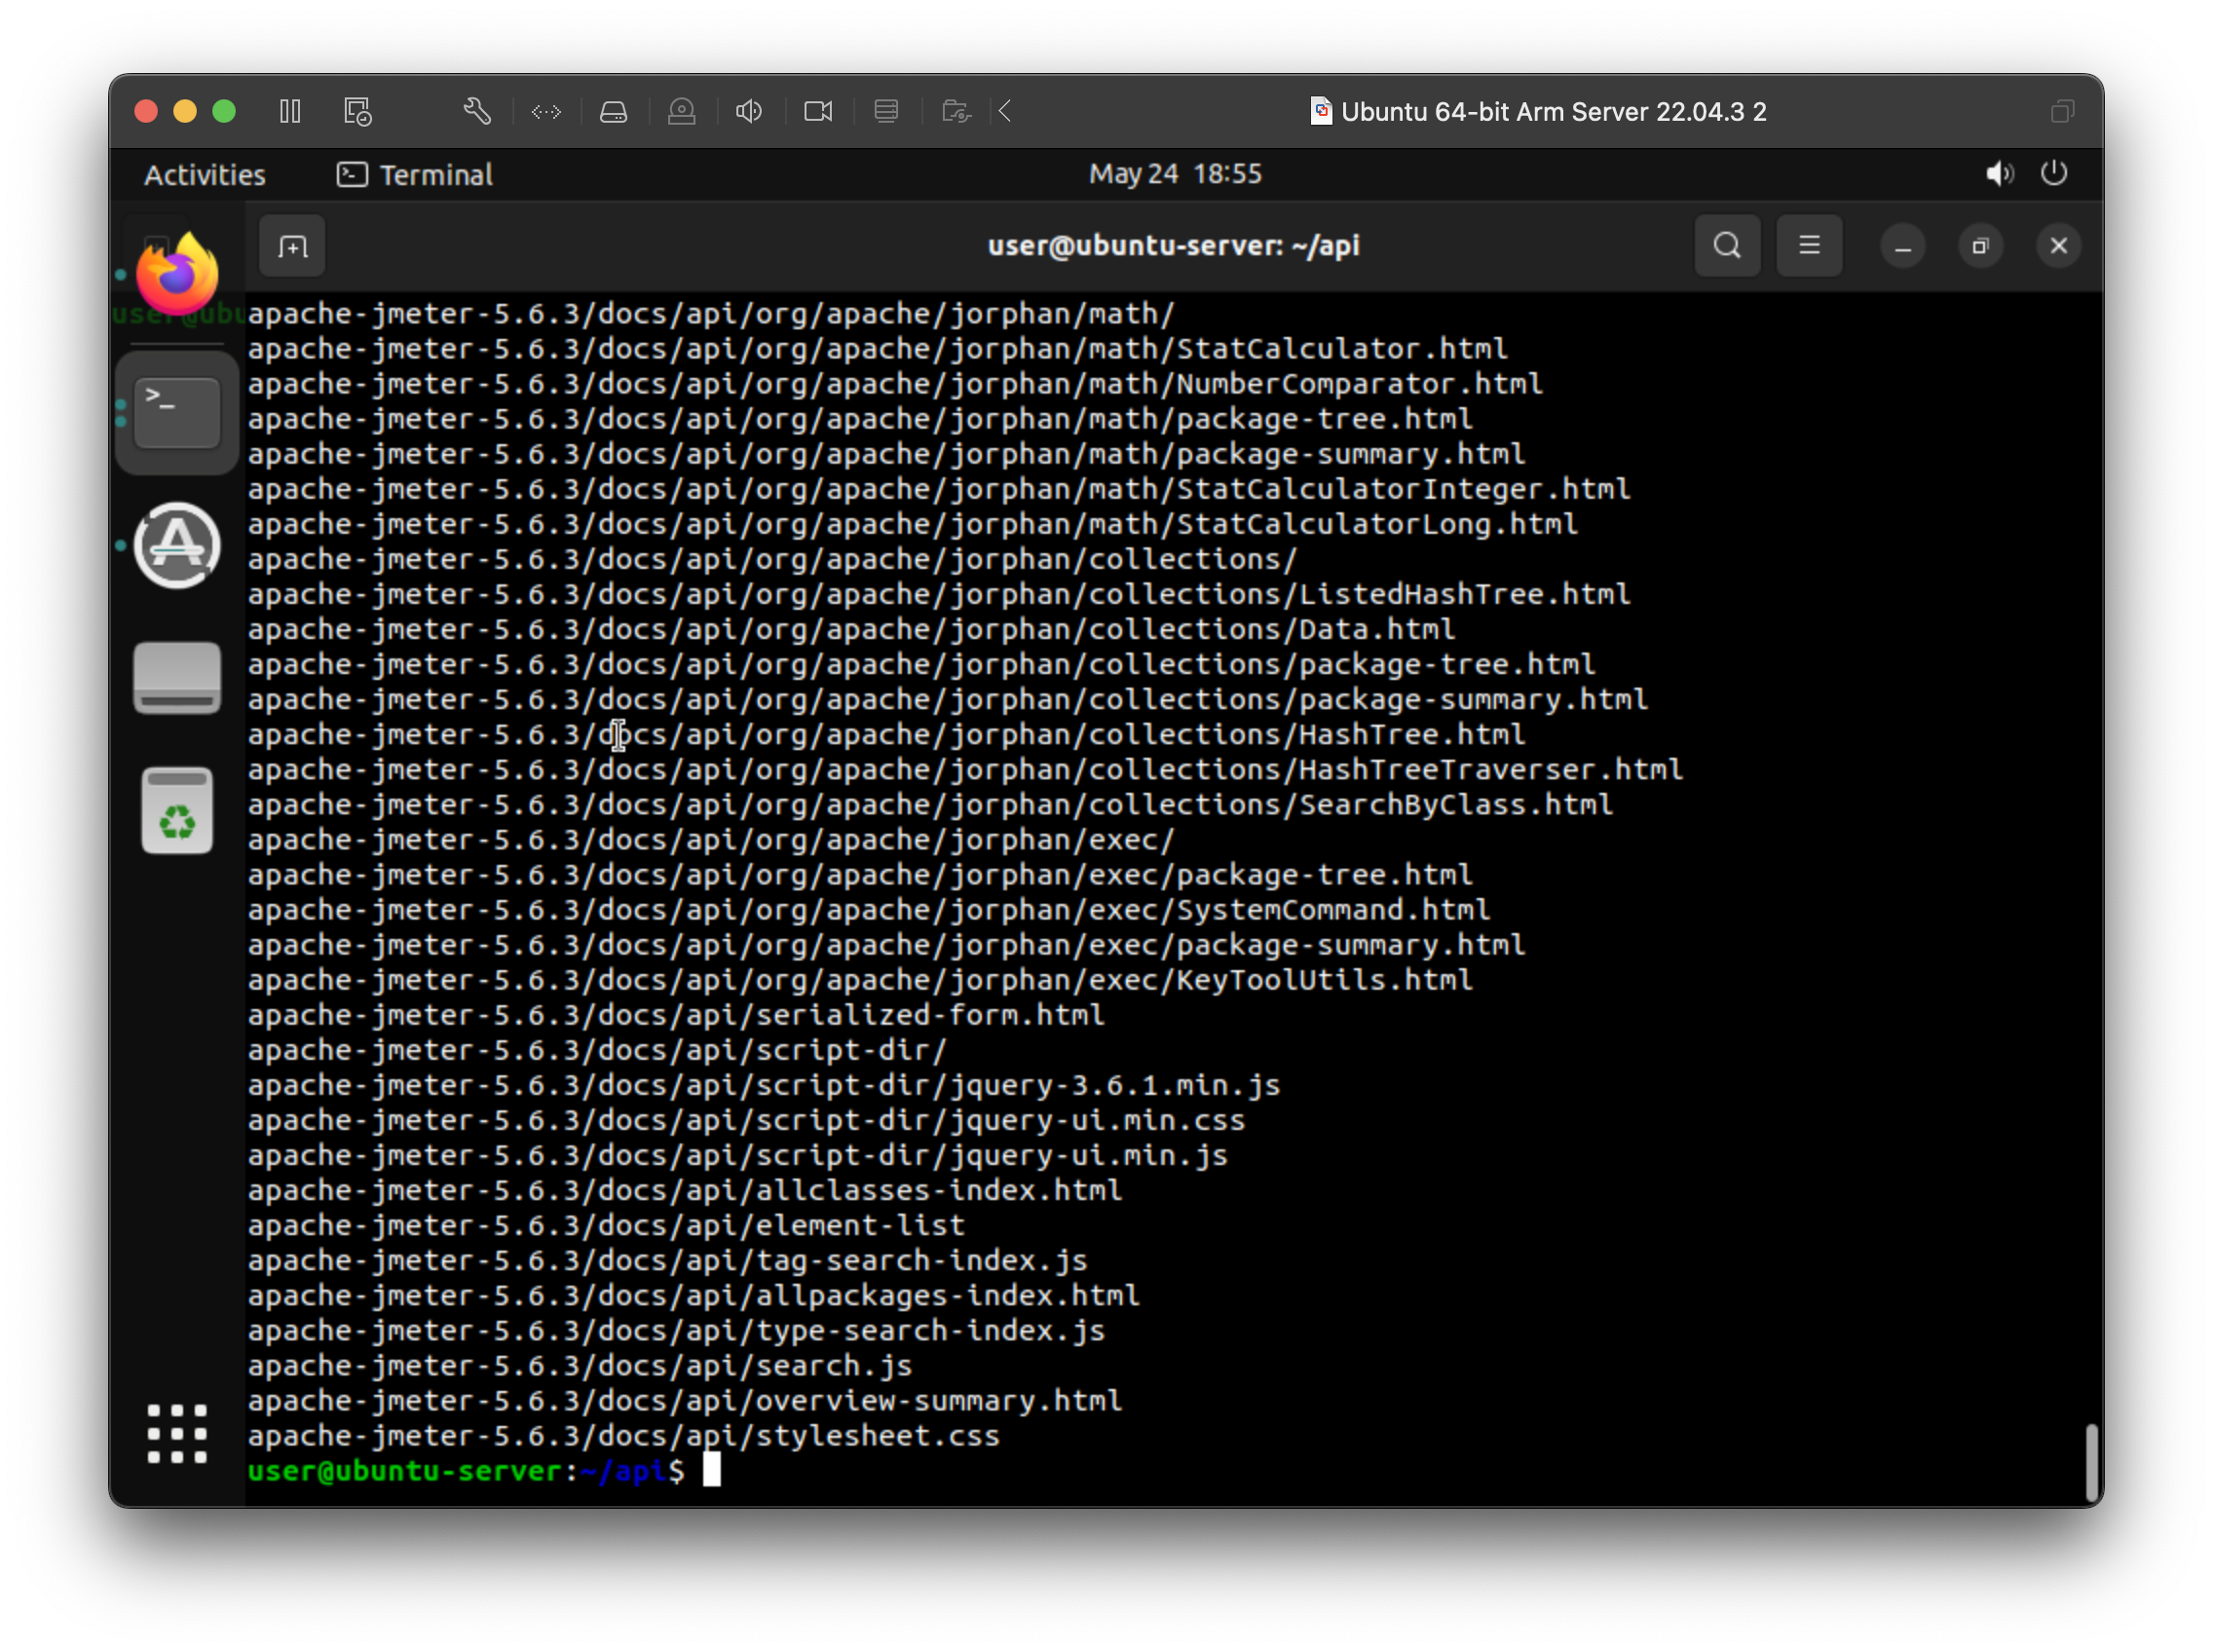 Ubuntu 64-bit Arm Server 22.04.3 2
Activities
Terminal
May 24 18:55
user@ubuntu-server: ~/api
user@ubu
apache-jmeter-5.6.3/docs/api/org/apache/jorphan/math/
apache-jmeter-5.6.3/docs/api/org/apache/jorphan/math/StatCalculator.html
apache-jmeter-5.6.3/docs/api/org/apache/jorphan/math/NumberComparator.html
apache-jmeter-5.6.3/docs/api/org/apache/jorphan/math/package-tree.html
apache-jmeter-5.6.3/docs/api/org/apache/jorphan/math/package-summary.html
apache-jmeter-5.6.3/docs/api/org/apache/jorphan/math/StatCalculatorInteger.html
apache-jmeter-5.6.3/docs/api/org/apache/jorphan/math/StatCalculatorLong.html
apache-jmeter-5.6.3/docs/api/org/apache/jorphan/collections/
apache-jmeter-5.6.3/docs/api/org/apache/jorphan/collections/ListedHashTree.html
apache-jmeter-5.6.3/docs/api/org/apache/jorphan/collections/Data.html
apache-jmeter-5.6.3/docs/api/org/apache/jorphan/collections/package-tree.html
apache-jmeter-5.6.3/docs/api/org/apache/jorphan/collections/package-summary.html
apache-jmeter-5.6.3/docs/api/org/apache/jorphan/collections/HashTree.html
apache-jmeter-5.6.3/docs/api/org/apache/jorphan/collections/HashTreeTraverser.html
apache-jmeter-5.6.3/docs/api/org/apache/jorphan/collections/SearchByClass.html
apache-jmeter-5.6.3/docs/api/org/apache/jorphan/exec/
apache-jmeter-5.6.3/docs/api/org/apache/jorphan/exec/package-tree.html
apache-jmeter-5.6.3/docs/api/org/apache/jorphan/exec/SystemCommand.html
apache-jmeter-5.6.3/docs/api/org/apache/jorphan/exec/package-summary.html
apache-jmeter-5.6.3/docs/api/org/apache/jorphan/exec/KeyToolUtils.html
apache-jmeter-5.6.3/docs/api/serialized-form.html
apache-jmeter-5.6.3/docs/api/script-dir/
apache-jmeter-5.6.3/docs/api/script-dir/jquery-3.6.1.min.js
apache-jmeter-5.6.3/docs/api/script-dir/jquery-ui.min.css
apache-jmeter-5.6.3/docs/api/script-dir/jquery-ui.min.js
apache-jmeter-5.6.3/docs/api/allclasses-index.html
apache-jmeter-5.6.3/docs/api/element-list
apache-jmeter-5.6.3/docs/api/tag-search-index.js
apache-jmeter-5.6.3/docs/api/allpackages-index.html
apache-jmeter-5.6.3/docs/api/type-search-index.js
apache-jmeter-5.6.3/docs/api/search.js
apache-jmeter-5.6.3/docs/api/overview-summary.html
apache-jmeter-5.6.3/docs/api/stylesheet.css
user@ubuntu-server:~/api$